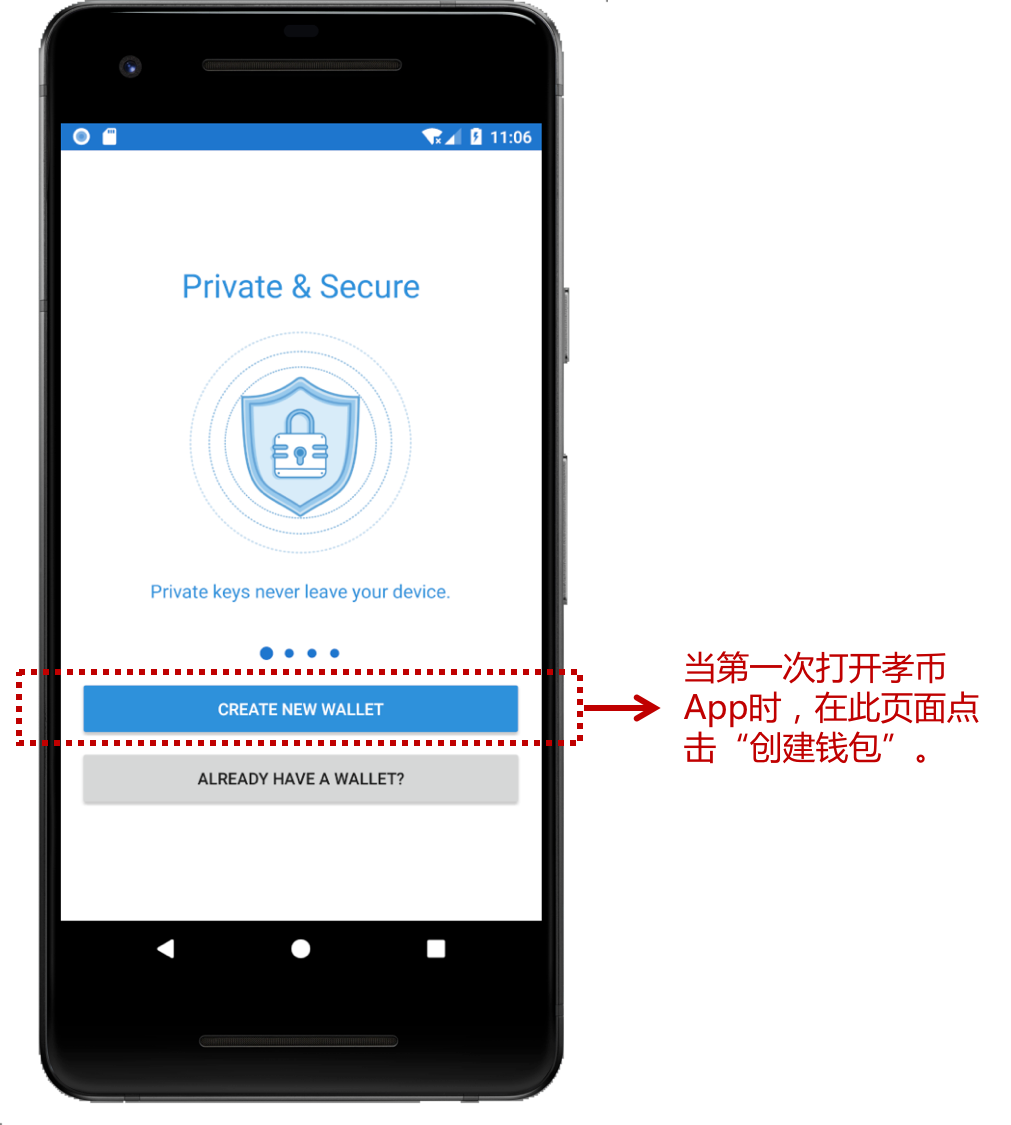 11:06
Private & Secure
Private keys never leave your device.
CREATE NEW WALLET
ALREADY HAVE A WALLET?
当第一次打开孝币
App时，在此页面点
击“创建钱包”。